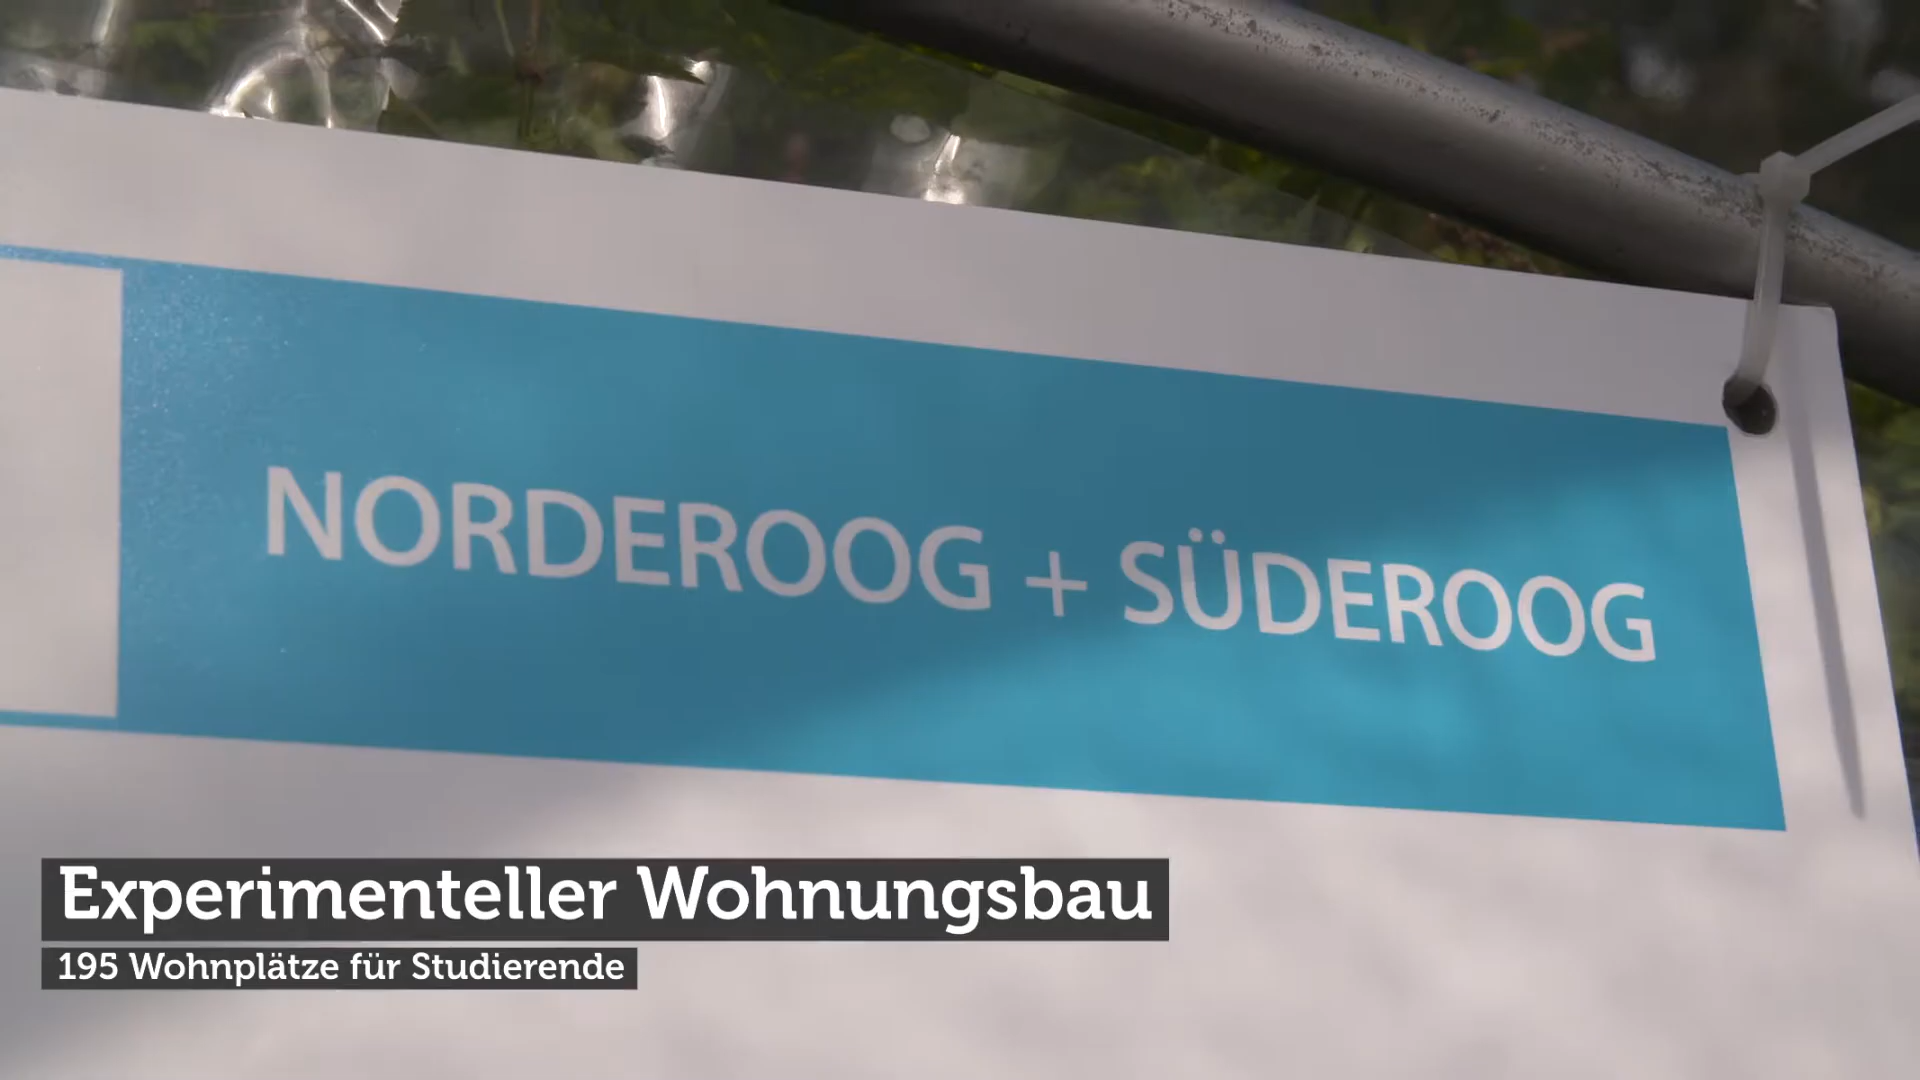 NORDEROOG + SÜDEROOG
Experimenteller Wohnungsbau
195 Wohnplätze für Studierende